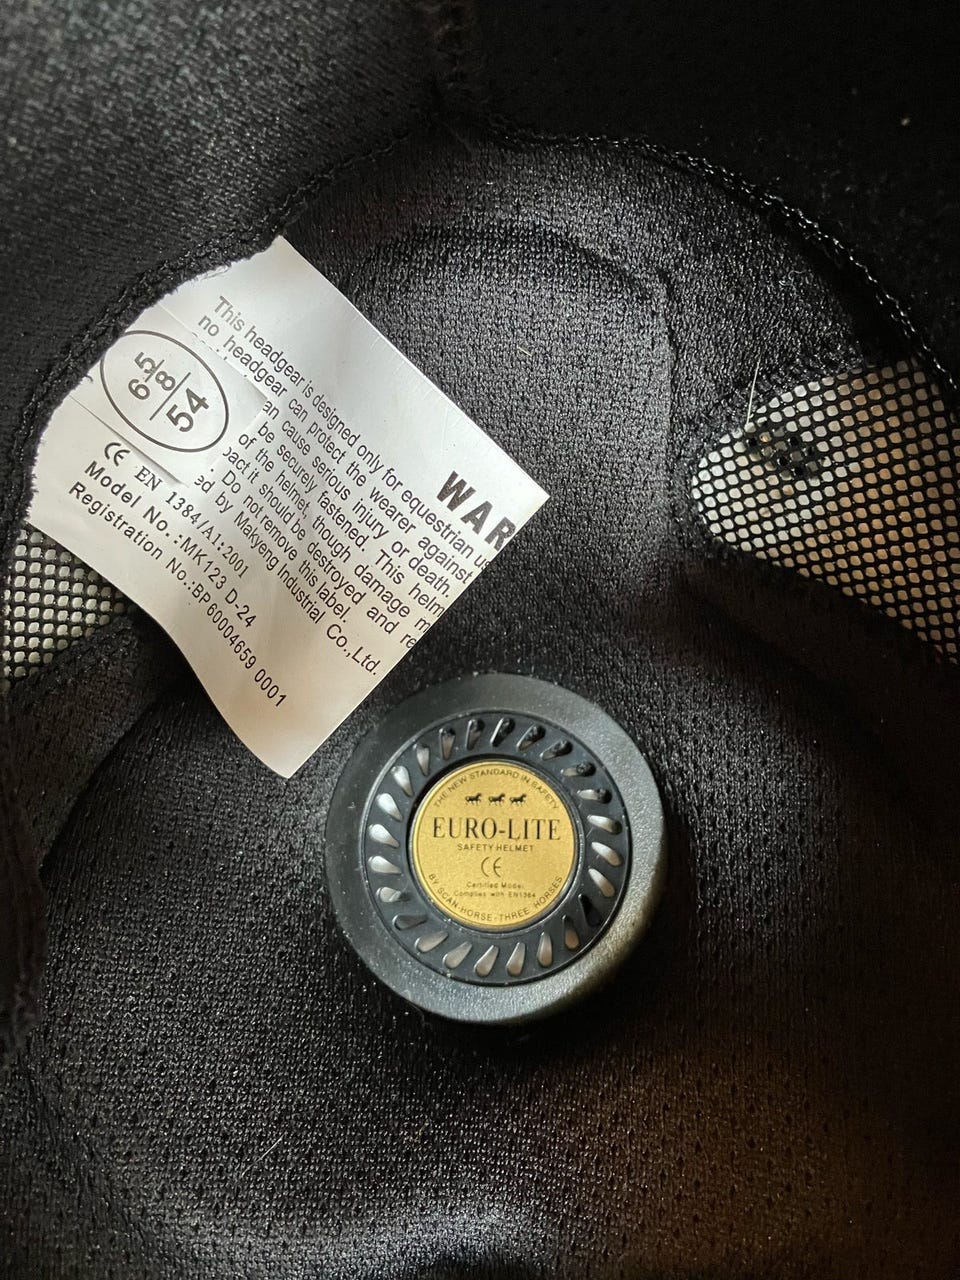 WAR
This headgear is designed only for equestrian
no headgear can protect the wearer against
cause serious injury or death.
be securely fastened. This helm
of the helmet, though damage m
pact it should be destroyed and re
Do not remove this label.
ed by Makyeng Industrial Co.,Ltd.
6 5/8
54
CE EN 1384/A1:2001
Model No.:MK123 D-24
Registration No.:BP 60004659 0001
THE NEW STANDARD IN SAFETY
EURO-LITE
SAFETY HELMET
CE
Certified Model
Complies with EN1384
BY SCAN-HORSE-THREE HORSES